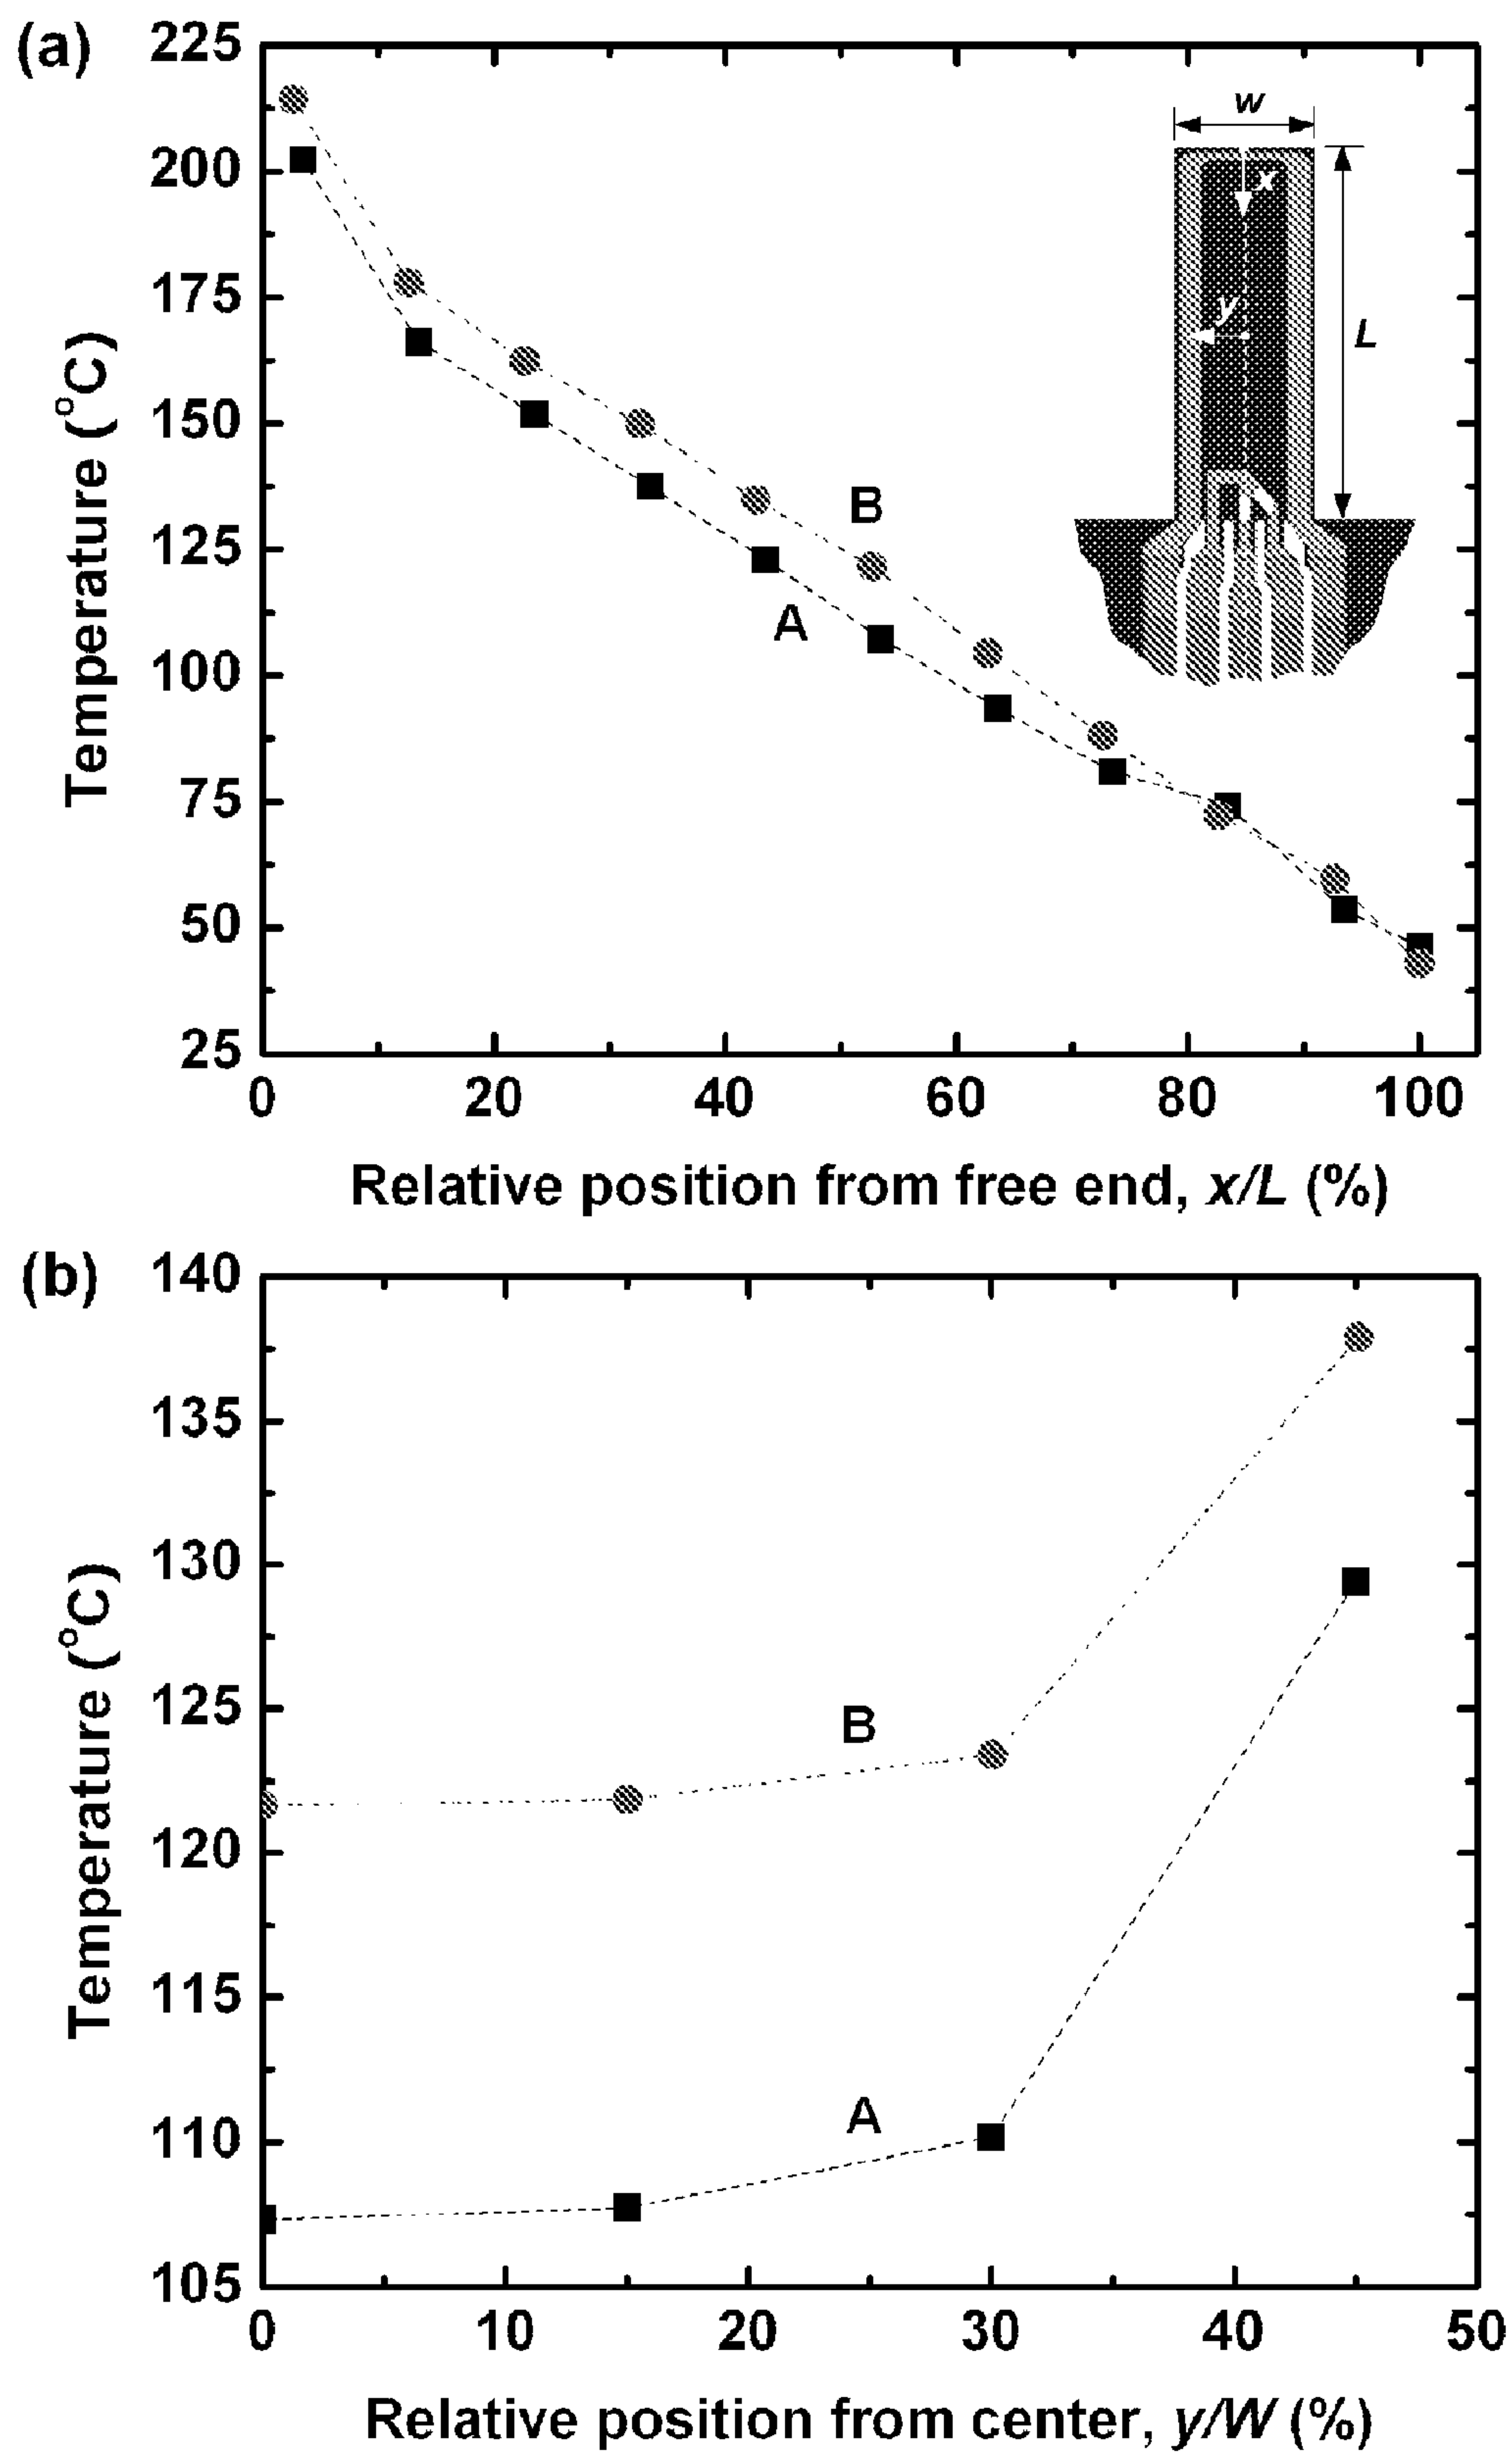 (a)
225
200
175
150
125
100
75
50
25
Temperature (°C)
w
x
y
L
B
A
0 20 40 60 80 100
Relative position from free end, x/L (%)
(b)
140
135
130
125
120
115
110
105
Temperature (°C)
B
A
0 10 20 30 40 50
Relative position from center, y/W (%)